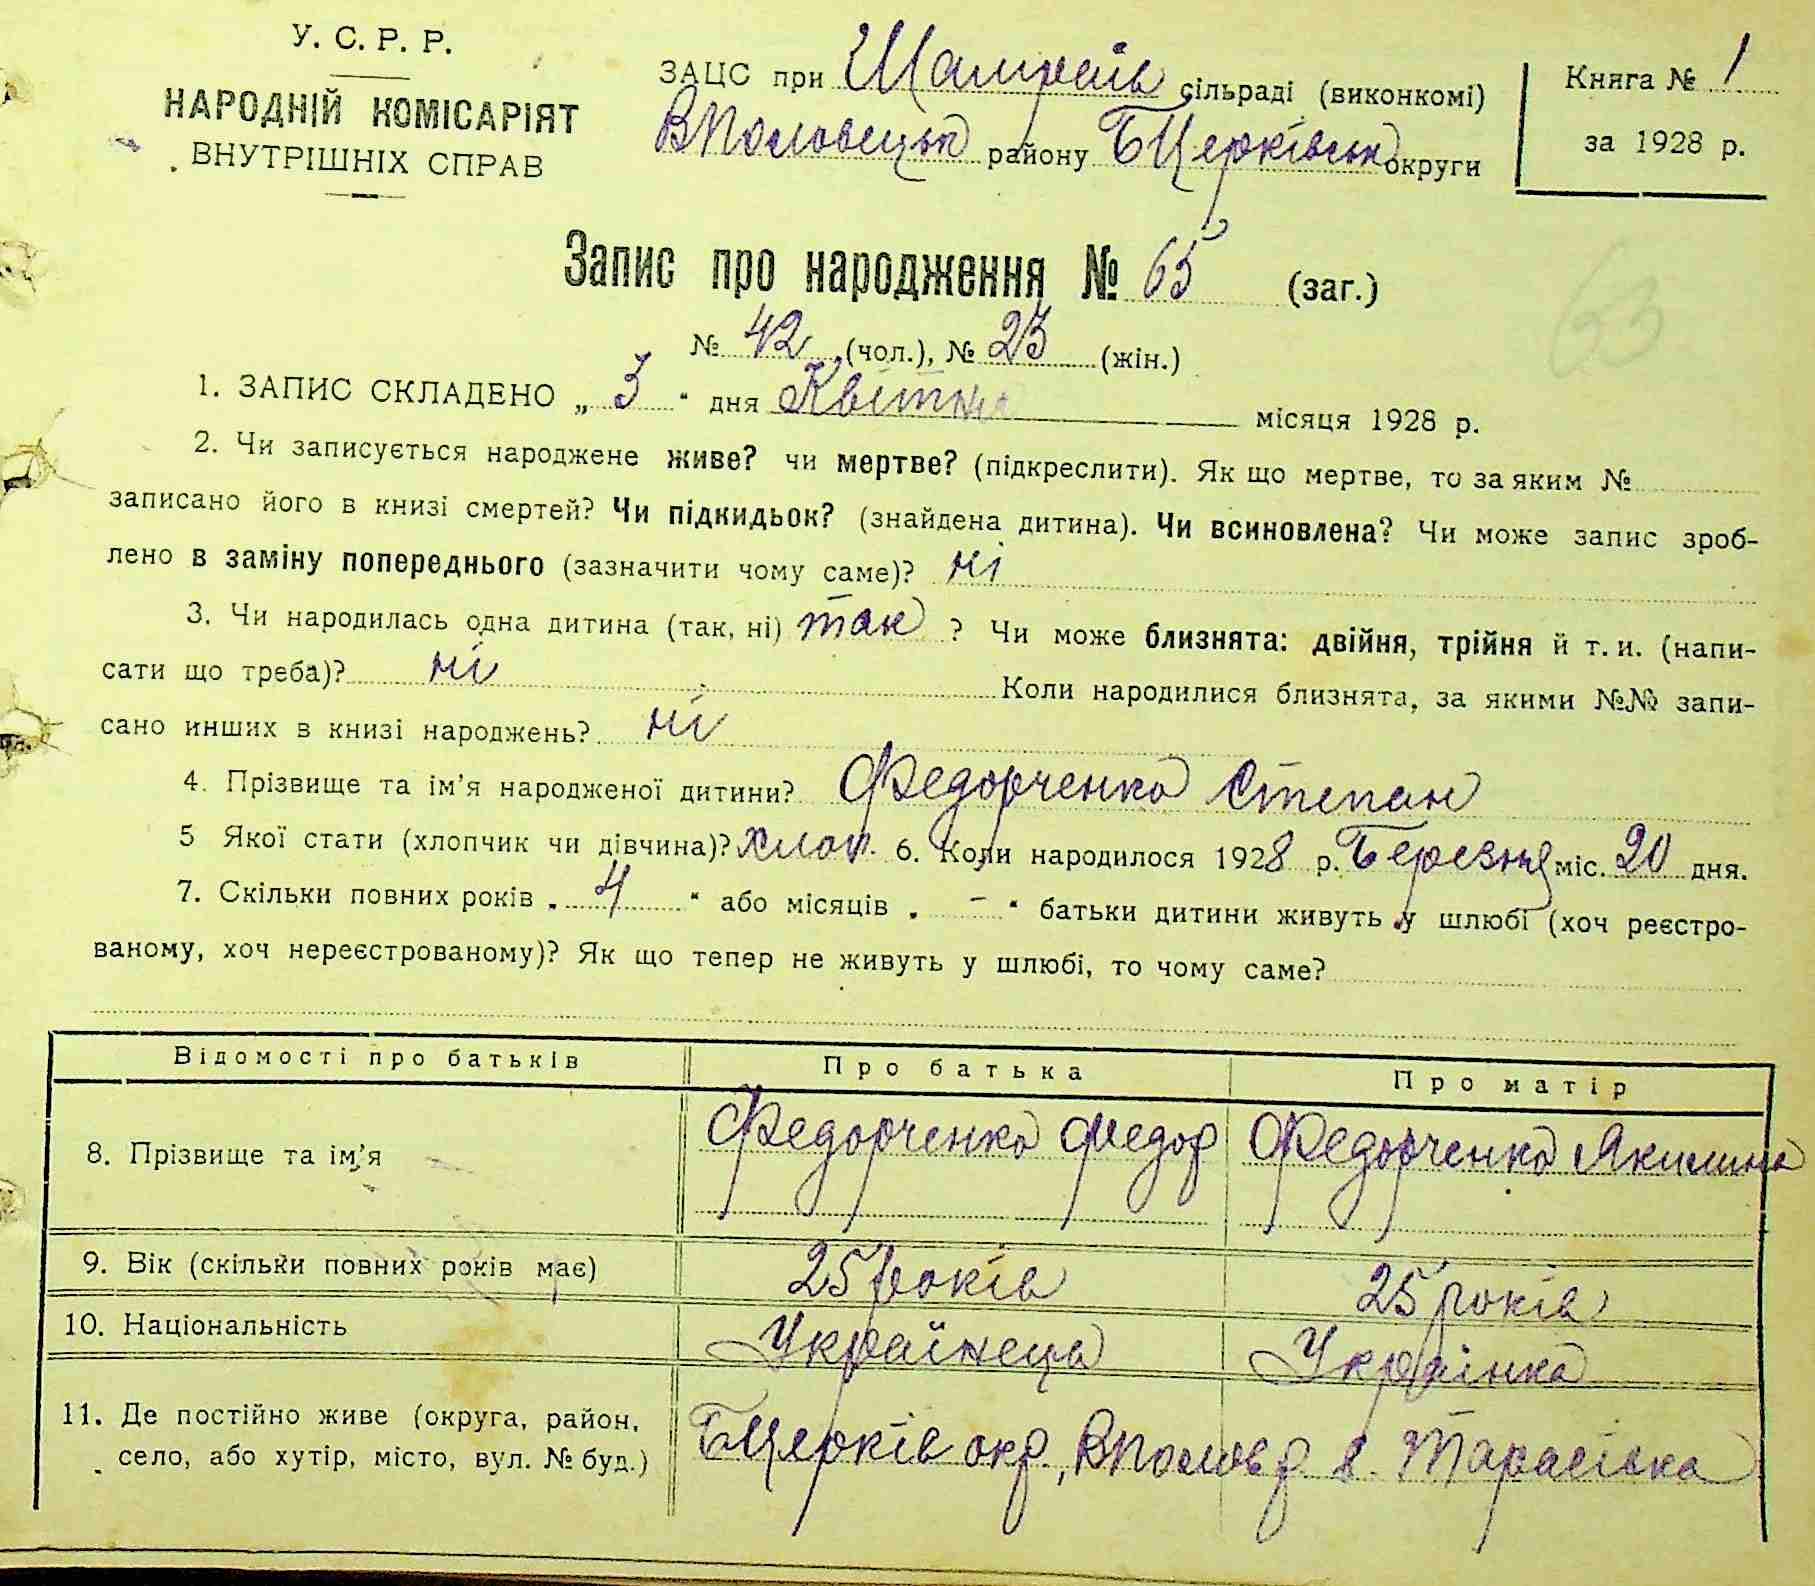 У. С. Р. Р.
НАРОДНІЙ КОМІСАРІЯТ
ВНУТРІШНІХ СПРАВ
ЗАЦС при Шамраїв сільраді (виконкомі)
ВПоловецьк району БЦерківськ округи
Книга № 1
за 1928 р.
Запис про народження № 65 (заг.)
63
№ 42 (чол.), № 23 (жін.)
1. ЗАПИС СКЛАДЕНО „ 3 “ дня Квітня місяця 1928 р.
2. Чи записується народжене живе? чи мертве? (підкреслити). Як що мертве, то за яким №
записано його в книзі смертей? Чи підкидьок? (знайдена дитина). Чи всиновлена? Чи може запис зроб-
лено в заміну попереднього (зазначити чому саме)? ні
3. Чи народилась одна дитина (так, ні) так ? Чи може близнята: двійня, трійня й т. и. (напи-
сати що треба)? ні Коли народилися близнята, за якими №№ запи-
сано инших в книзі народжень? ні
4. Прізвище та ім’я народженої дитини? Федорченко Степан
5 Якої стати (хлопчик чи дівчина)? хлоп. 6. Коли народилося 1928 р. Березня міс. 20 дня.
7. Скільки повних років „ 4 “ або місяців „ - “ батьки дитини живуть у шлюбі (хоч реєстро-
ваному, хоч нереєстрованому)? Як що тепер не живуть у шлюбі, то чому саме?
Відомості про батьків Про батька Про матір
8. Прізвище та ім’я Федорченко Федор Федорченко Якилина
9. Вік (скільки повних років має) 25 років 25 років
10. Національність Українець Українка
11. Де постійно живе (округа, район,
село, або хутір, місто, вул. № буд.) БЦерків окр., ВПолов р. в. Тарасівка